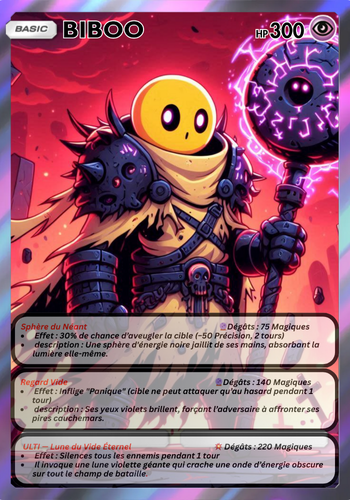 BASIC BIBOO HP 300
Sphère du Néant Dégâts : 75 Magiques
• Effet : 30% de chance d'aveugler la cible (-50 Précision, 2 tours)
• description : Une sphère d'énergie noire jaillit de ses mains, absorbant la
lumière elle-même.
Regard Vide Dégâts : 140 Magiques
• Effet : Inflige "Panique" (cible ne peut attaquer qu'au hasard pendant 1
tour)
• description : Ses yeux violets brillent, forçant l'adversaire à affronter ses
pires cauchemars.
ULTI — Lune du Vide Éternel Dégâts : 220 Magiques
• Effet : Silences tous les ennemis pendant 1 tour
• Il invoque une lune violette géante qui crache une onde d'énergie obscure
sur tout le champ de bataille.